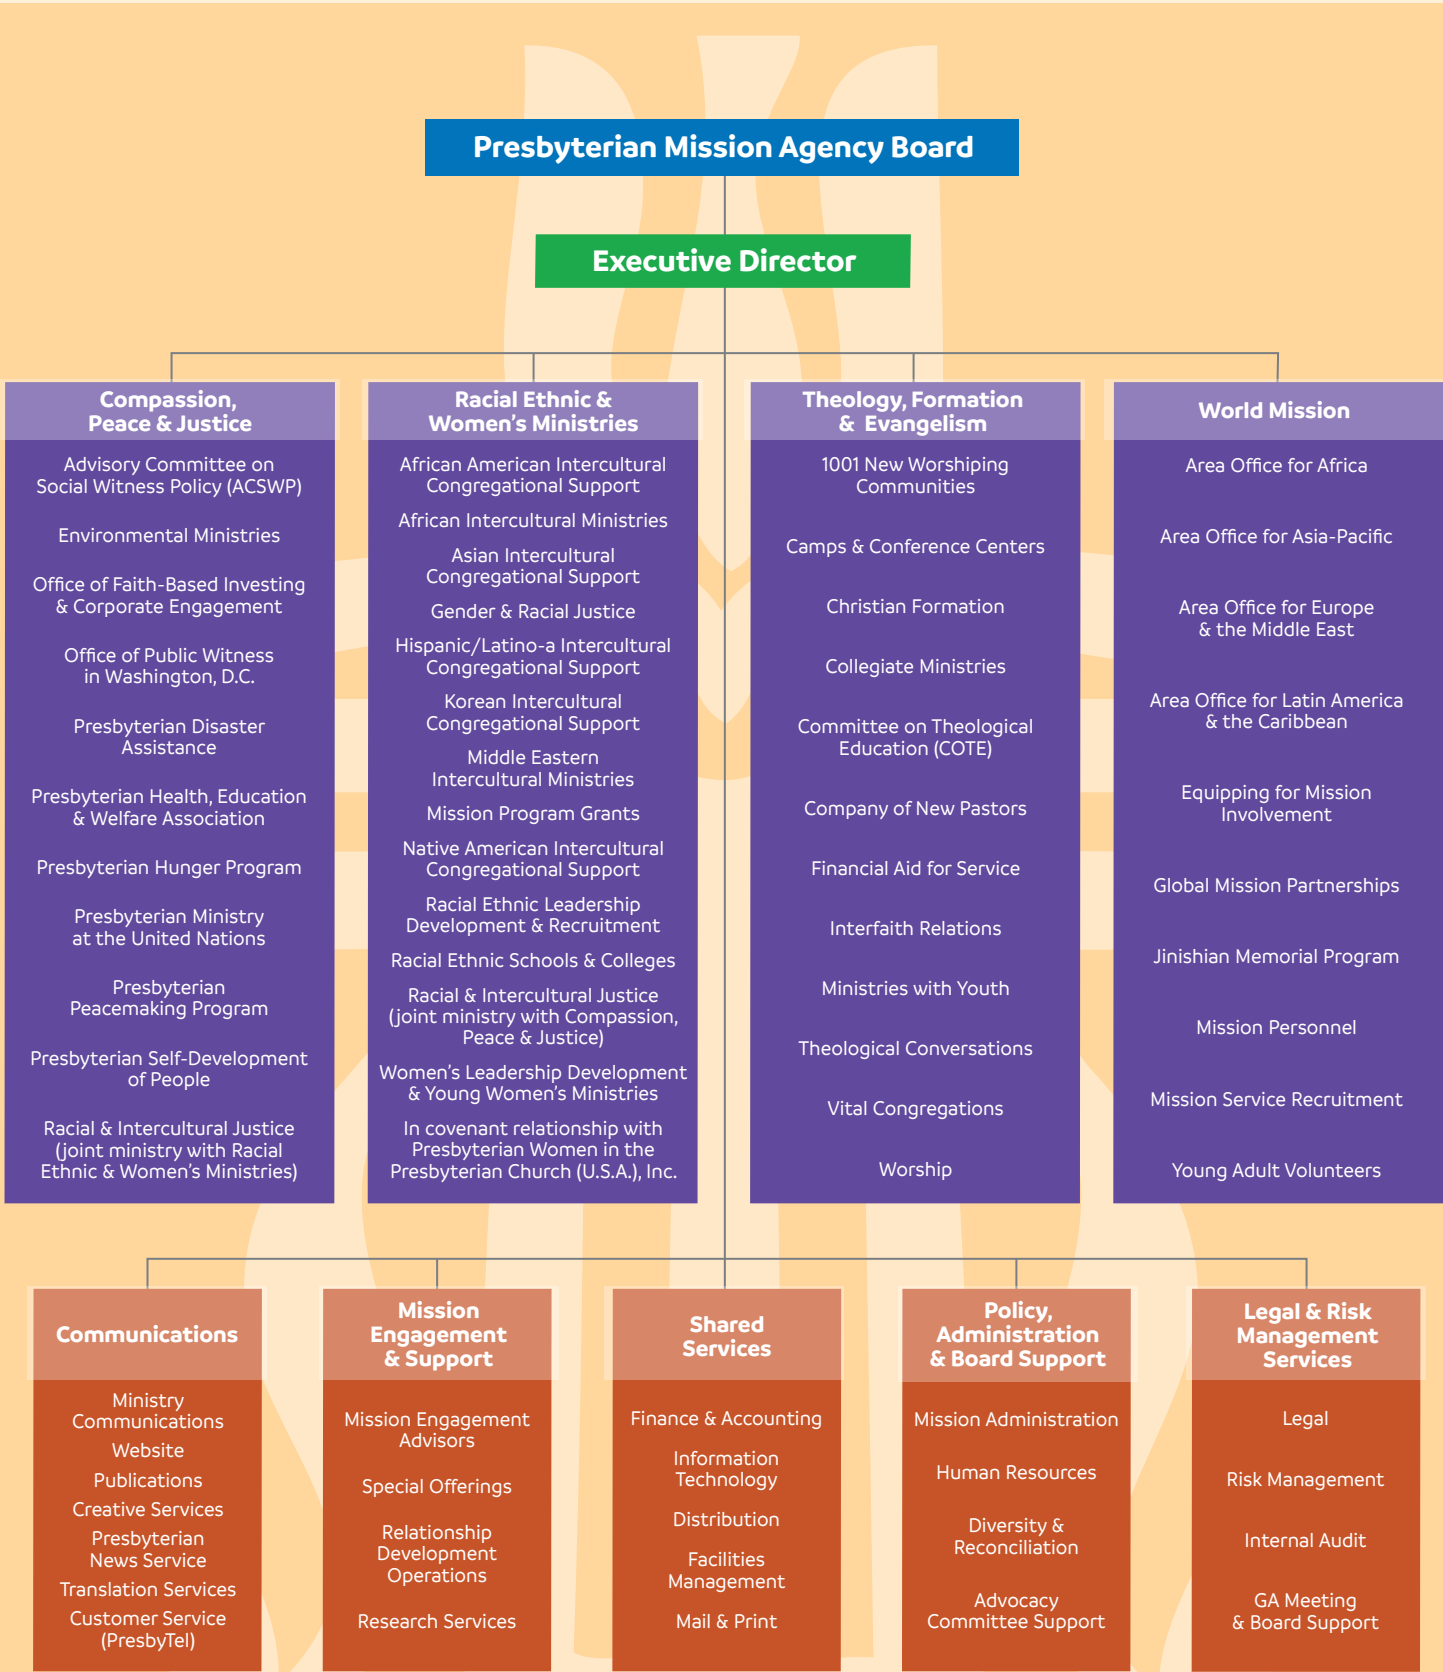 Presbyterian Mission Agency Board
Executive Director
Compassion,
Peace & Justice
Advisory Committee on
Social Witness Policy (ACSWP)
Environmental Ministries
Office of Faith-Based Investing
& Corporate Engagement
Office of Public Witness
in Washington, D.C.
Presbyterian Disaster
Assistance
Presbyterian Health, Education
& Welfare Association
Presbyterian Hunger Program
Presbyterian Ministry
at the United Nations
Presbyterian
Peacemaking Program
Presbyterian Self-Development
of People
Racial & Intercultural Justice
(joint ministry with Racial
Ethnic & Women's Ministries)
Racial Ethnic &
Women's Ministries
African American Intercultural
Congregational Support
African Intercultural Ministries
Asian Intercultural
Congregational Support
Gender & Racial Justice
Hispanic/Latino-a Intercultural
Congregational Support
Korean Intercultural
Congregational Support
Middle Eastern
Intercultural Ministries
Mission Program Grants
Native American Intercultural
Congregational Support
Racial Ethnic Leadership
Development & Recruitment
Racial Ethnic Schools & Colleges
Racial & Intercultural Justice
(joint ministry with Compassion,
Peace & Justice)
Women's Leadership Development
& Young Women's Ministries
In covenant relationship with
Presbyterian Women in the
Presbyterian Church (U.S.A.), Inc.
Theology, Formation
& Evangelism
1001 New Worshiping
Communities
Camps & Conference Centers
Christian Formation
Collegiate Ministries
Committee on Theological
Education (COTE)
Company of New Pastors
Financial Aid for Service
Interfaith Relations
Ministries with Youth
Theological Conversations
Vital Congregations
Worship
World Mission
Area Office for Africa
Area Office for Asia-Pacific
Area Office for Europe
& the Middle East
Area Office for Latin America
& the Caribbean
Equipping for Mission
Involvement
Global Mission Partnerships
Jinishian Memorial Program
Mission Personnel
Mission Service Recruitment
Young Adult Volunteers
Communications
Ministry
Communications
Website
Publications
Creative Services
Presbyterian
News Service
Translation Services
Customer Service
(PresbyTel)
Mission
Engagement
& Support
Mission Engagement
Advisors
Special Offerings
Relationship
Development
Operations
Research Services
Shared
Services
Finance & Accounting
Information
Technology
Distribution
Facilities
Management
Mail & Print
Policy,
Administration
& Board Support
Mission Administration
Human Resources
Diversity &
Reconciliation
Advocacy
Committee Support
Legal & Risk
Management
Services
Legal
Risk Management
Internal Audit
GA Meeting
& Board Support